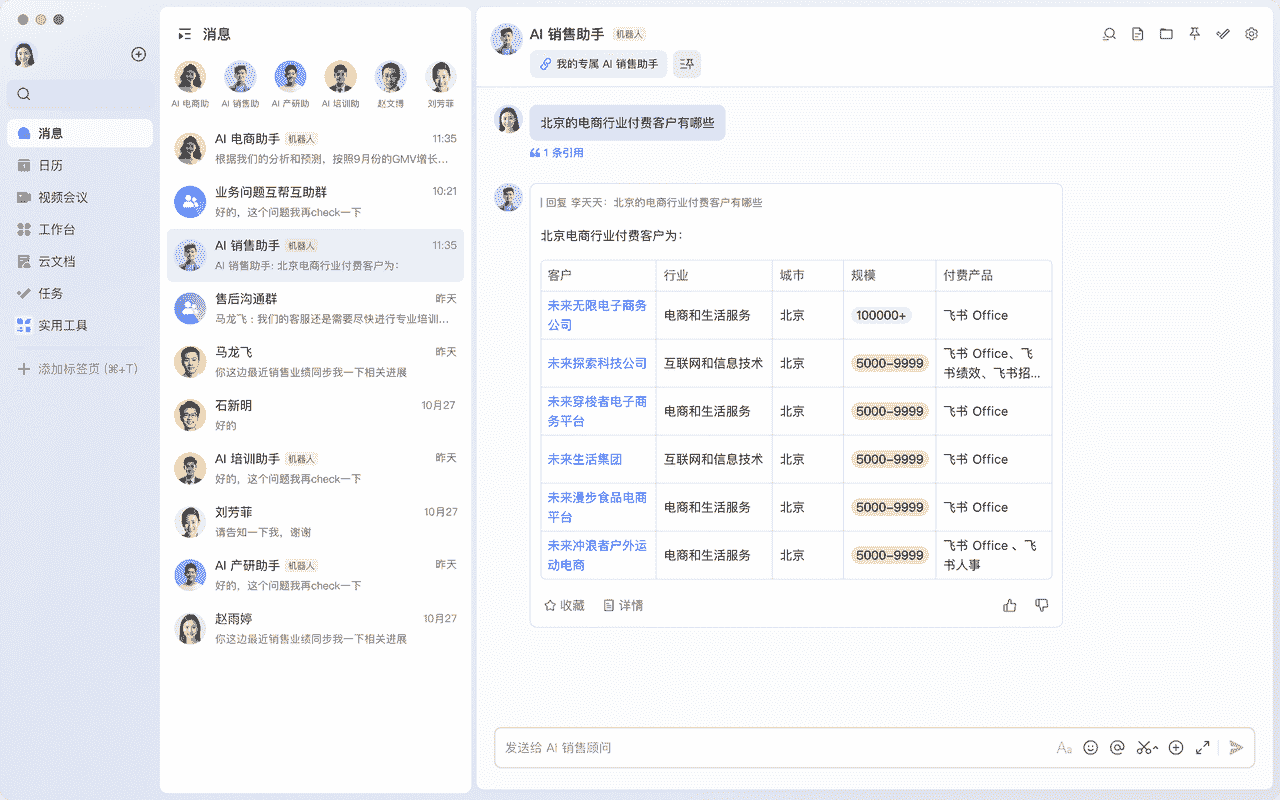 消息
日历
视频会议
工作台
云文档
任务
实用工具
添加标签页 (⌘+T)
消息
AI 电商助
AI 销售助
AI 产研助
AI 培训助
赵文博
刘芳菲
AI 电商助手 机器人 11:35
根据我们的分析和预测，按照9月份的GMV增长...
业务问题互帮互助群 10:21
好的，这个问题我再check一下
AI 销售助手 机器人 11:35
AI 销售助手: 北京电商行业付费客户为：
售后沟通群 昨天
马龙飞：我们的客服还是需要尽快进行专业培训...
马龙飞 昨天
你这边最近销售业绩同步我一下相关进展
石新明 10月27
好的
AI 培训助手 机器人 昨天
好的，这个问题我再check一下
刘芳菲 10月27
请告知一下我，谢谢
AI 产研助手 机器人 昨天
好的，这个问题我再check一下
赵雨婷 10月27
你这边最近销售业绩同步我一下相关进展
AI 销售助手 机器人
我的专属 AI 销售助手
北京的电商行业付费客户有哪些
1 条引用
回复 李天天：北京的电商行业付费客户有哪些
北京电商行业付费客户为：
客户 行业 城市 规模 付费产品
未来无限电子商务
公司
电商和生活服务 北京 100000+ 飞书 Office
未来探索科技公司 互联网和信息技术 北京 5000-9999
飞书 Office、飞
书绩效、飞书招...
未来穿梭者电子商
务平台
电商和生活服务 北京 5000-9999 飞书 Office
未来生活集团 互联网和信息技术 北京 5000-9999 飞书 Office
未来漫步食品电商
平台
电商和生活服务 北京 5000-9999 飞书 Office
未来冲浪者户外运
动电商
电商和生活服务 北京 5000-9999
飞书 Office 、飞
书人事
收藏 详情
发送给 AI 销售顾问
Aa